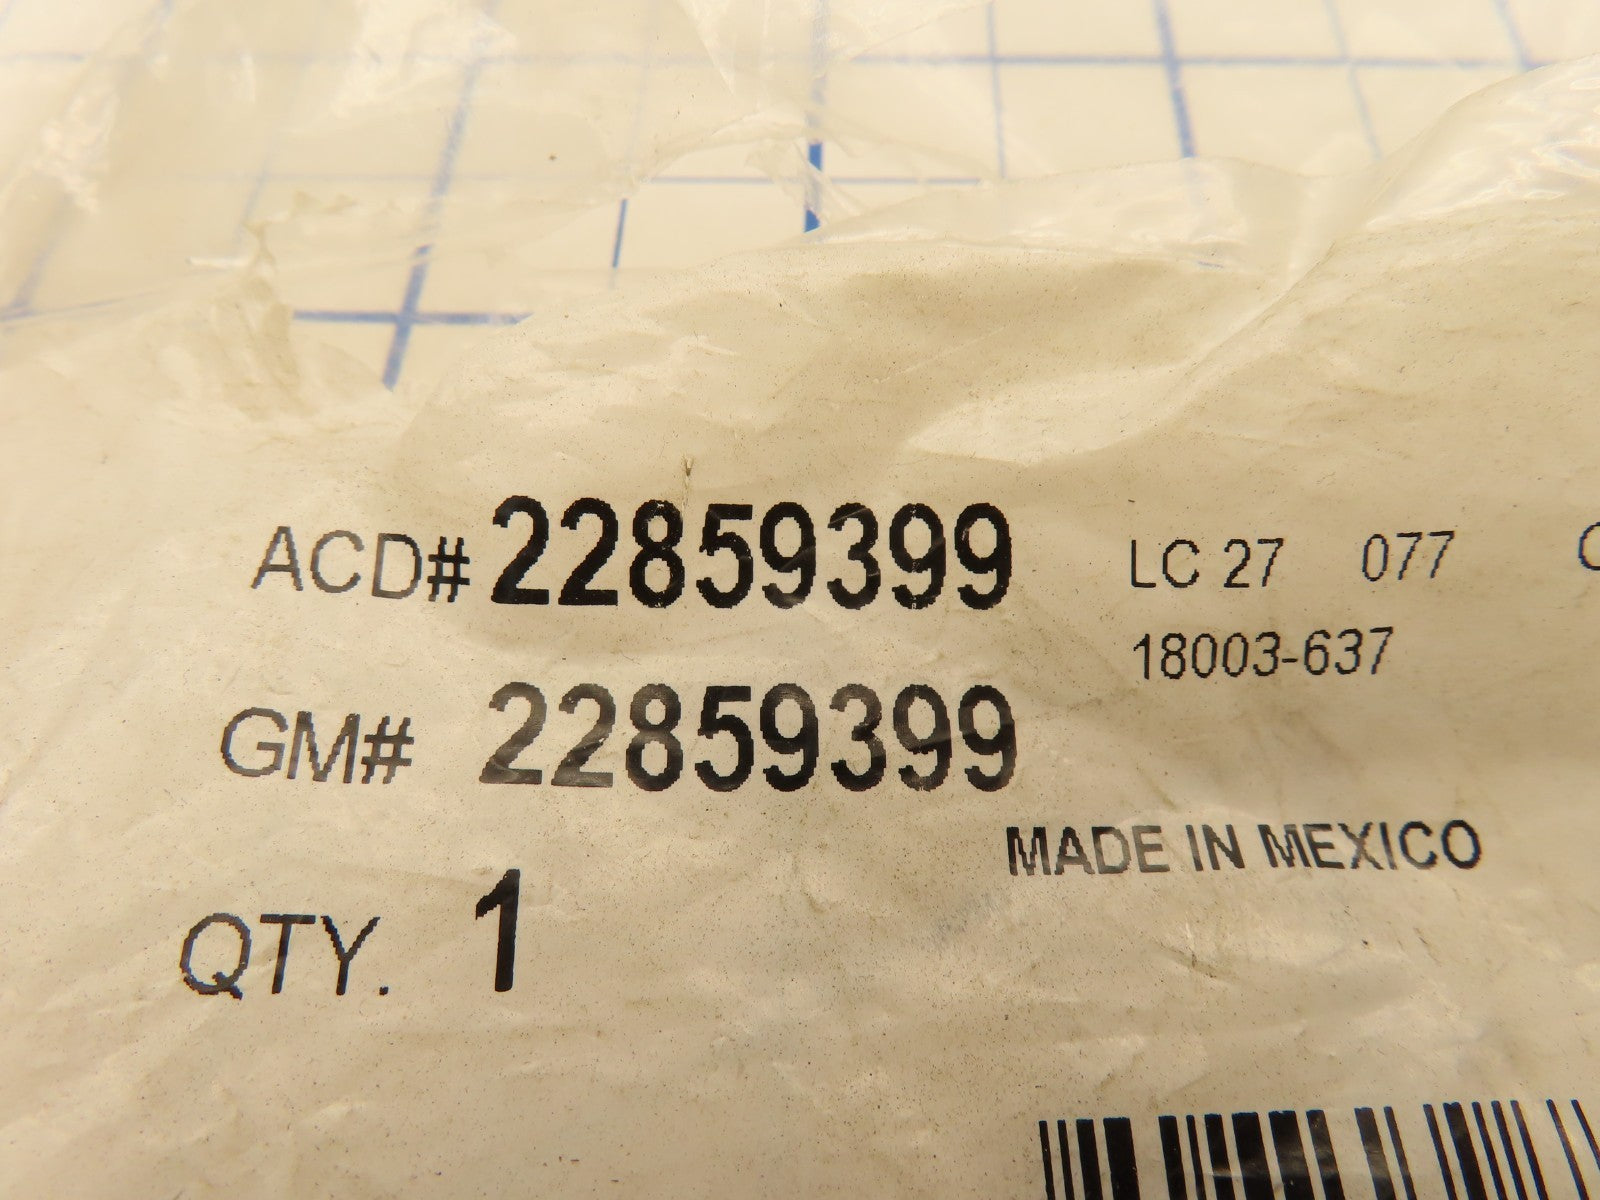 ACD# 22859399 LC 27 077
18003-637
GM# 22859399
MADE IN MEXICO
QTY. 1